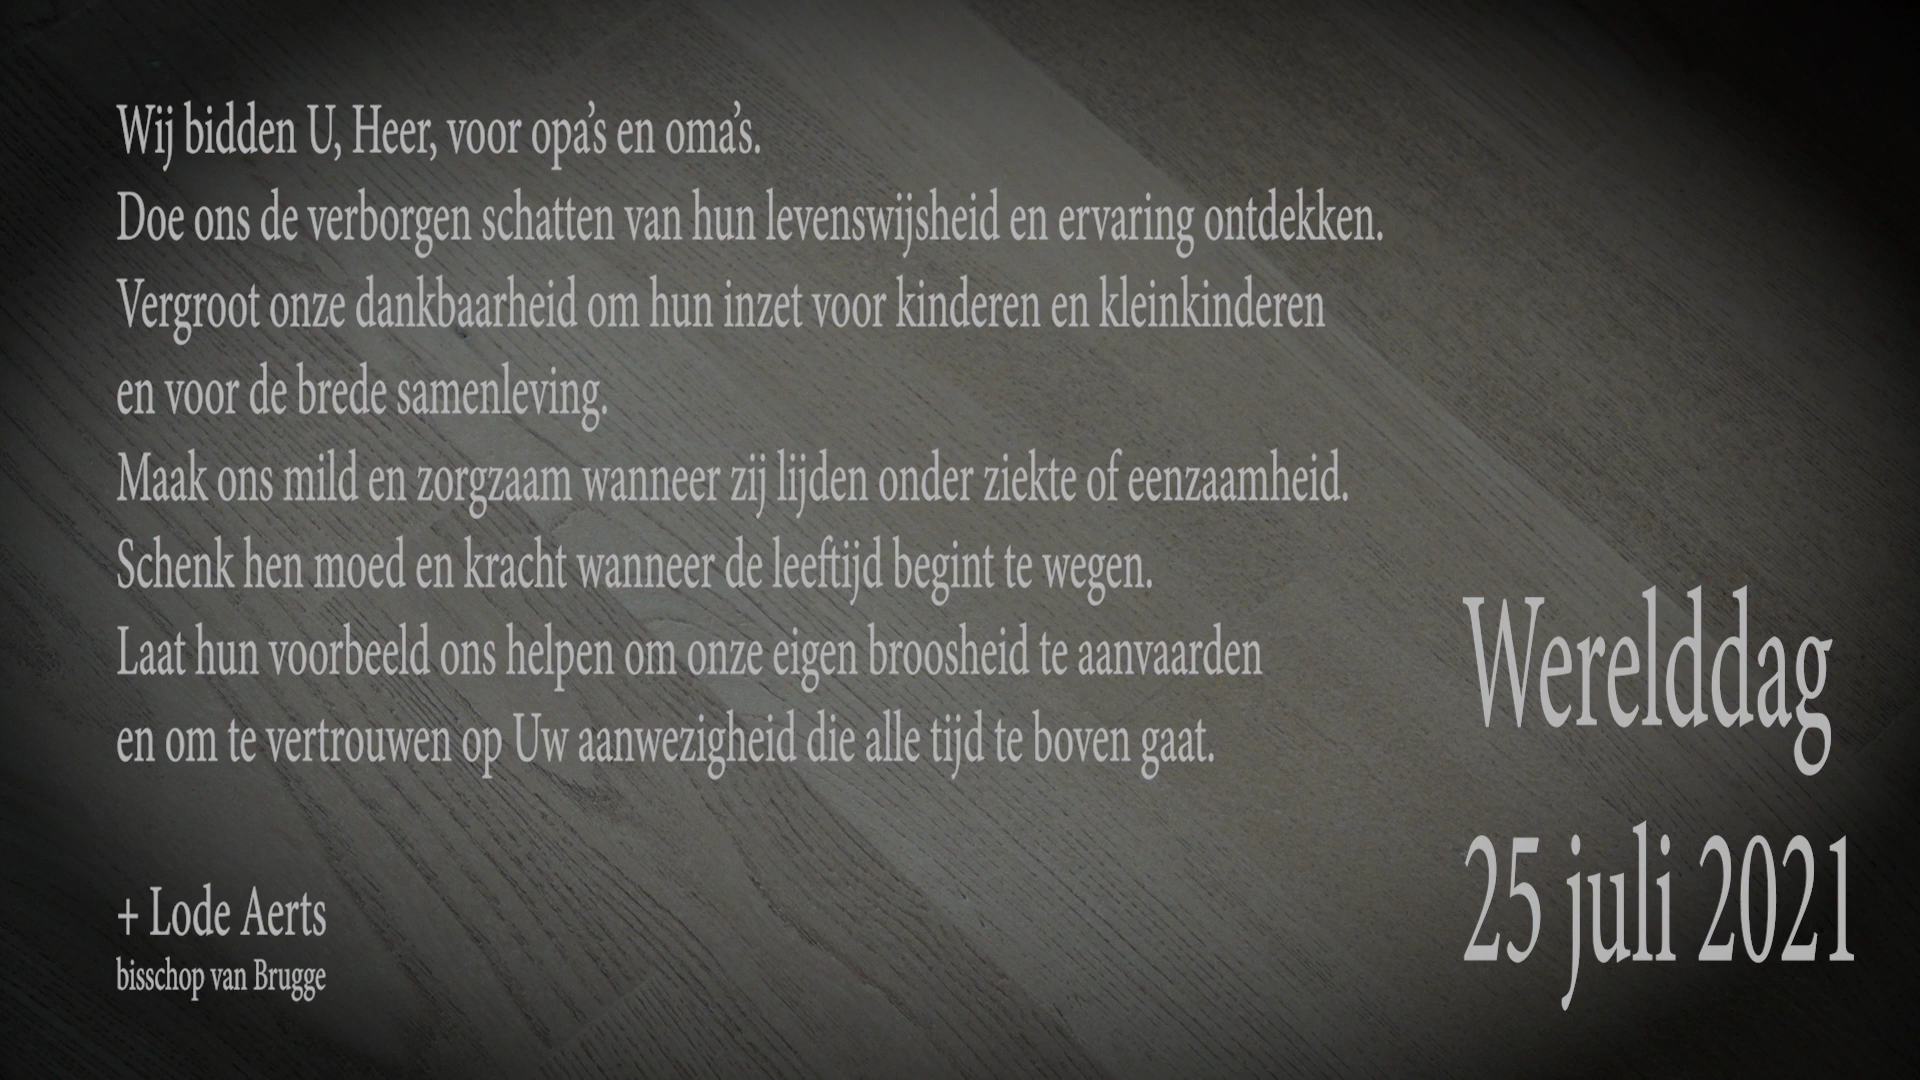 Wij bidden U, Heer, voor opa’s en oma’s.
Doe ons de verborgen schatten van hun levenswijsheid en ervaring ontdekken.
Vergroot onze dankbaarheid om hun inzet voor kinderen en kleinkinderen
en voor de brede samenleving.
Maak ons mild en zorgzaam wanneer zij lijden onder ziekte of eenzaamheid.
Schenk hen moed en kracht wanneer de leeftijd begint te wegen.
Laat hun voorbeeld ons helpen om onze eigen broosheid te aanvaarden
en om te vertrouwen op Uw aanwezigheid die alle tijd te boven gaat.
+ Lode Aerts
bisschop van Brugge
Werelddag
25 juli 2021